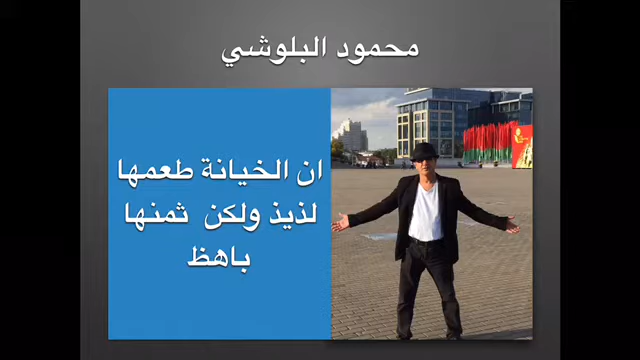 محمود البلوشي
ان الخيانة طعمها
لذيذ ولكن ثمنها
باهظ